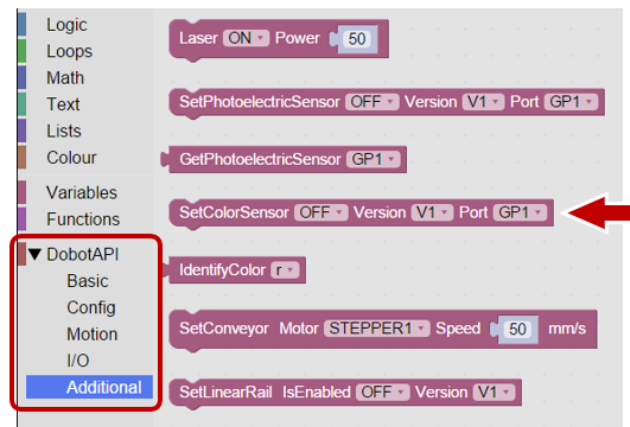 Logic
Loops
Math
Text
Lists
Colour
Variables
Functions
DobotAPI
Basic
Config
Motion
I/O
Additional
Laser ON Power 50
SetPhotoelectricSensor OFF Version V1 Port GP1
GetPhotoelectricSensor GP1
SetColorSensor OFF Version V1 Port GP1
IdentifyColor r
SetConveyor Motor STEPPER1 Speed 50 mm/s
SetLinearRail IsEnabled OFF Version V1